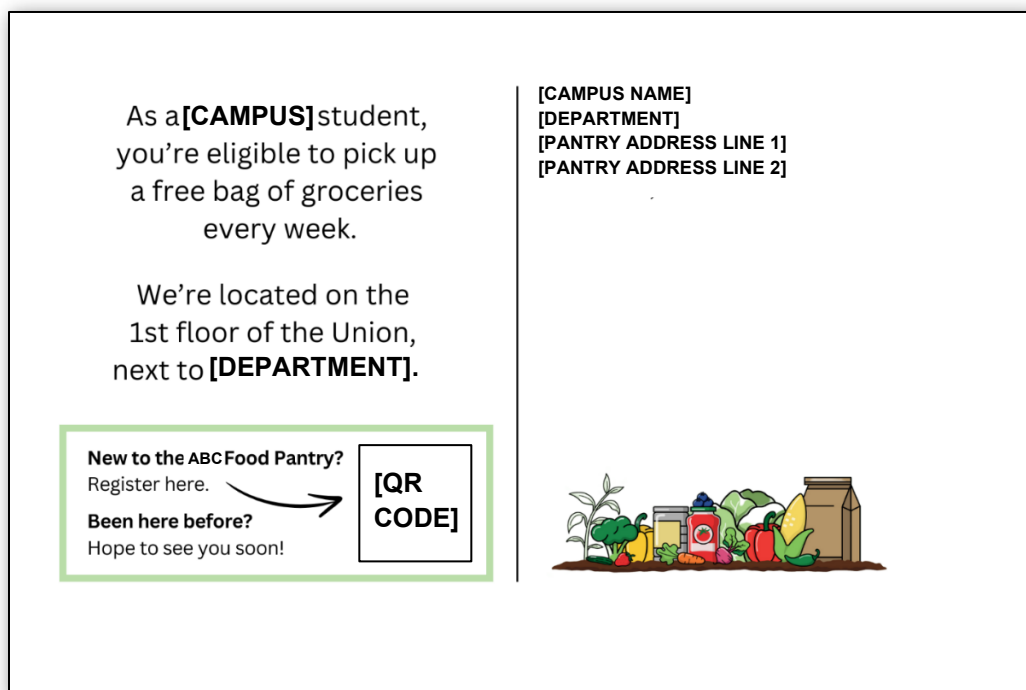 As a [CAMPUS] student,
you're eligible to pick up
a free bag of groceries
every week.
We're located on the
1st floor of the Union,
next to [DEPARTMENT].
New to the ABC Food Pantry?
Register here.
Been here before?
Hope to see you soon!
[QR
CODE]
[CAMPUS NAME]
[DEPARTMENT]
[PANTRY ADDRESS LINE 1]
[PANTRY ADDRESS LINE 2]